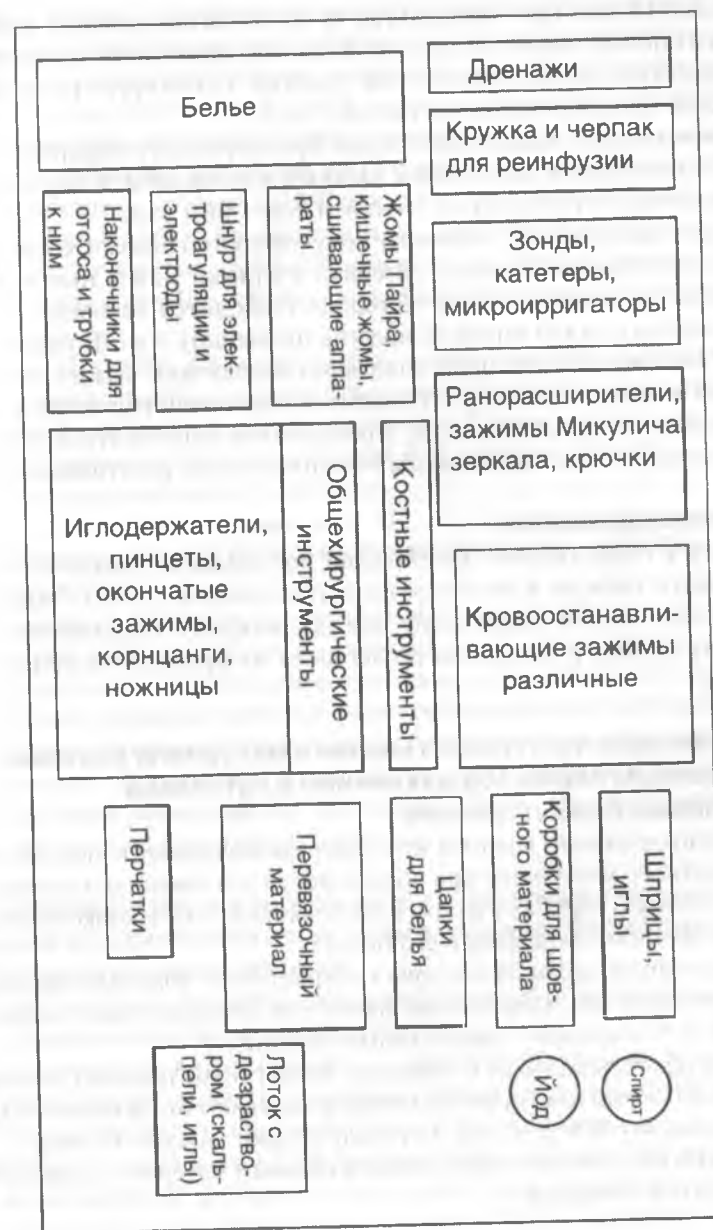 Белье
Дренажи
Кружка и черпак
для реинфузии
Наконечники для
отсоса и трубки
к ним
Шнур для элек-
троагуляции и
электроды
Жомы Пайра,
кишечные жомы,
сшивающие аппа-
раты
Зонды,
катетеры,
микроирригаторы
Ранорасширители,
зажимы Микулича
зеркала, крючки
Иглодержатели,
пинцеты,
окончатые
зажимы,
корнцанги,
ножницы
Общехирургические
инструменты
Костные инструменты
Кровоостанавли-
вающие зажимы
различные
Перчатки
Перевязочный
материал
Цапки
для белья
Коробки для шов-
ного материала
Шприцы,
иглы
Лоток с
дезраство-
ром (скаль-
пепи, иглы)
Йод
Спирт